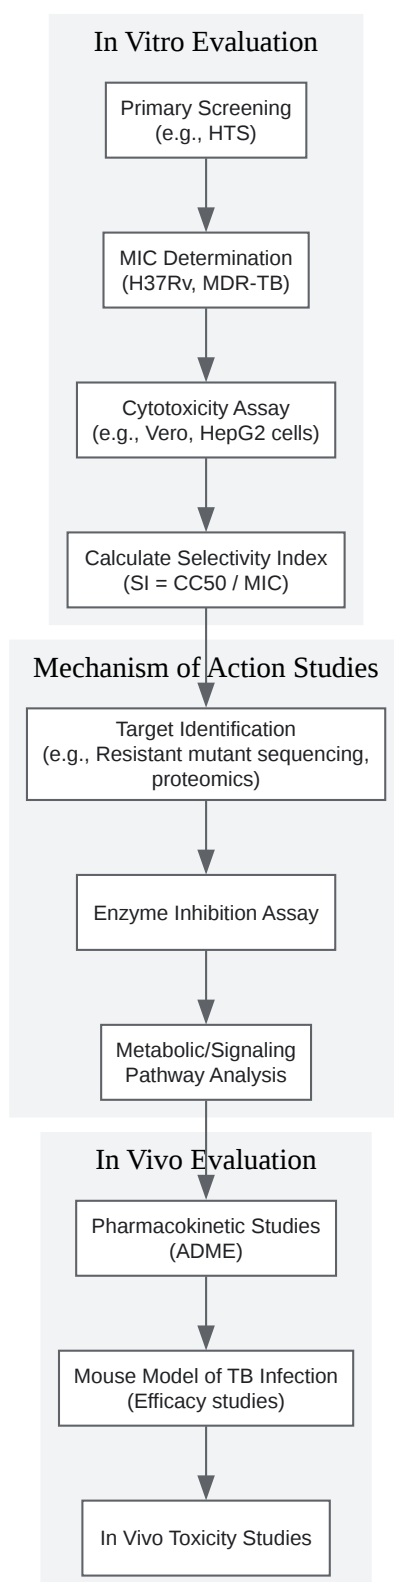 In Vitro Evaluation
Primary Screening
(e.g., HTS)
MIC Determination
(H37Rv, MDR-TB)
Cytotoxicity Assay
(e.g., Vero, HepG2 cells)
Calculate Selectivity Index
(SI = CC50 / MIC)
Mechanism of Action Studies
Target Identification
(e.g., Resistant mutant sequencing,
proteomics)
Enzyme Inhibition Assay
Metabolic/Signaling
Pathway Analysis
In Vivo Evaluation
Pharmacokinetic Studies
(ADME)
Mouse Model of TB Infection
(Efficacy studies)
In Vivo Toxicity Studies